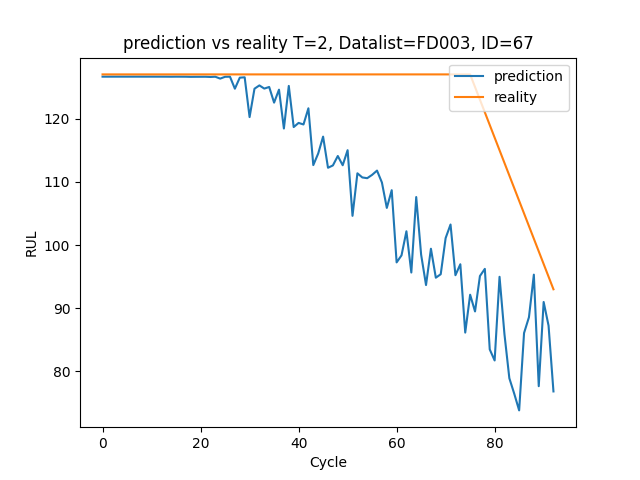 prediction vs reality T=2, Datalist=FD003, ID=67
prediction
reality
RUL
120
110
100
90
80
0
20
40
60
80
Cycle